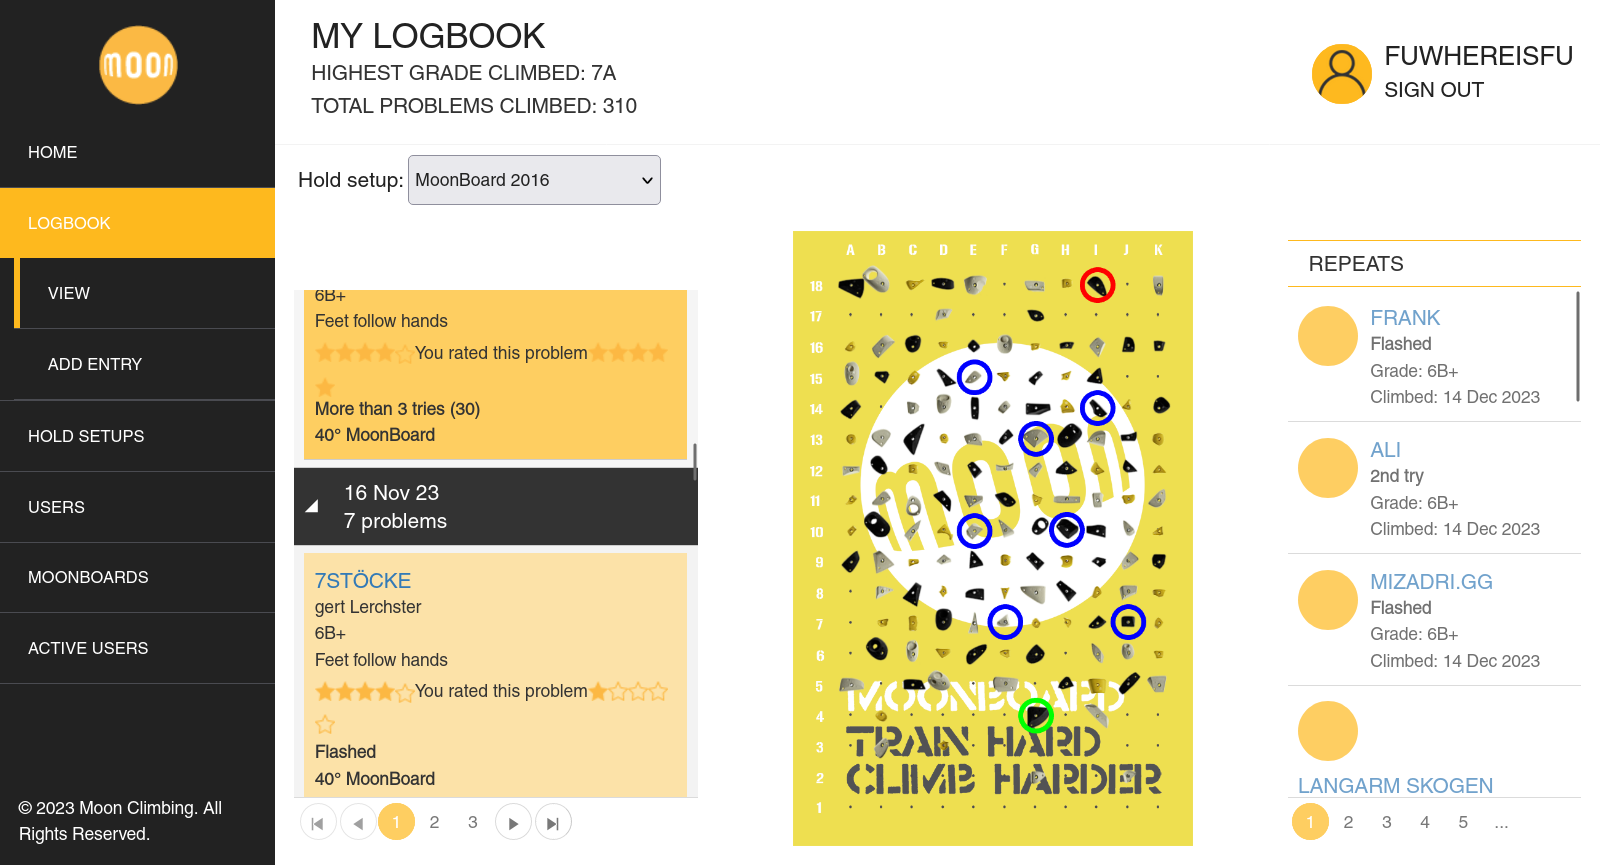 moon
HOME
LOGBOOK
VIEW
ADD ENTRY
HOLD SETUPS
USERS
MOONBOARDS
ACTIVE USERS
© 2023 Moon Climbing. All
Rights Reserved.
MY LOGBOOK
HIGHEST GRADE CLIMBED: 7A
TOTAL PROBLEMS CLIMBED: 310
FUWHEREISFU
SIGN OUT
Hold setup: MoonBoard 2016
6B+
Feet follow hands
You rated this problem
More than 3 tries (30)
40° MoonBoard
16 Nov 23
7 problems
7STÖCKE
gert Lerchster
6B+
Feet follow hands
You rated this problem
Flashed
40° MoonBoard
1 2 3
A B C D E F G H I J K
18
17
16
15
14
13
12
11
10
9
8
7
6
5
4
3
2
1
moon
MOONBOARD
TRAIN HARD
CLIMB HARDER
REPEATS
FRANK
Flashed
Grade: 6B+
Climbed: 14 Dec 2023
ALI
2nd try
Grade: 6B+
Climbed: 14 Dec 2023
MIZADRI.GG
Flashed
Grade: 6B+
Climbed: 14 Dec 2023
LANGARM SKOGEN
1 2 3 4 5 ...